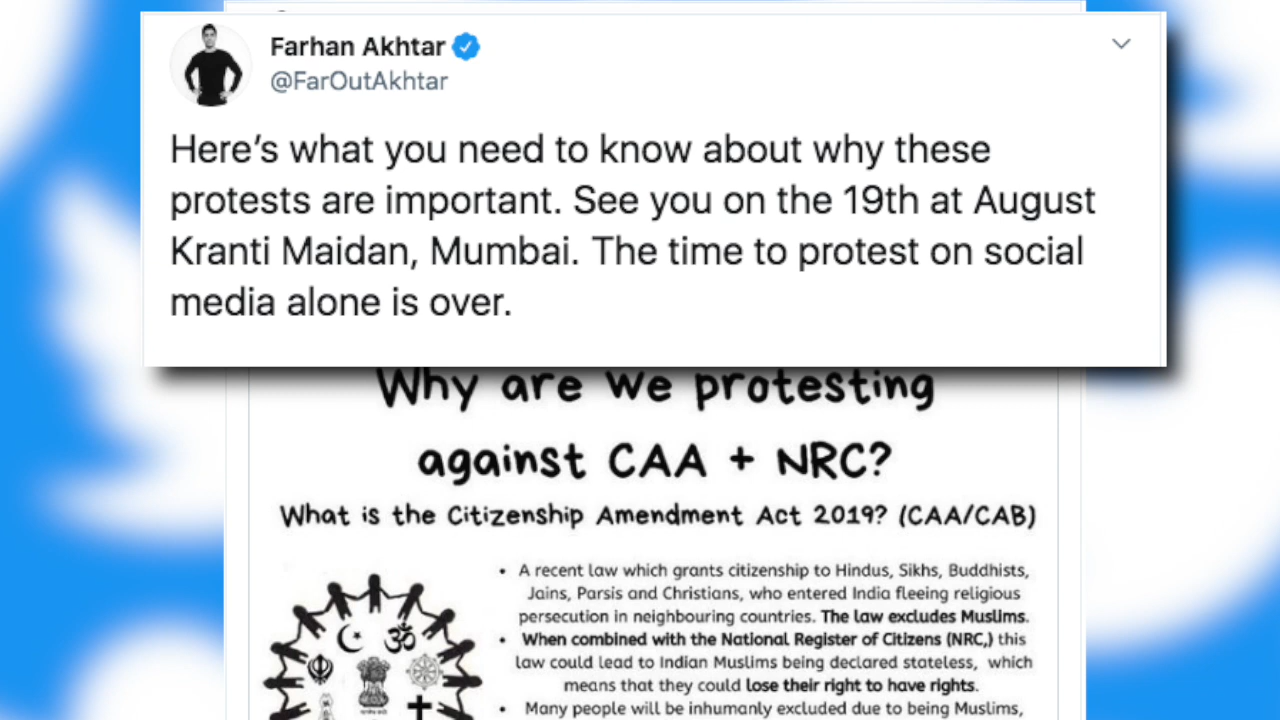 Farhan Akhtar
@FarOutAkhtar
Here's what you need to know about why these
protests are important. See you on the 19th at August
Kranti Maidan, Mumbai. The time to protest on social
media alone is over.
Why are we protesting
against CAA + NRC?
What is the Citizenship Amendment Act 2019? (CAA/CAB)
• A recent law which grants citizenship to Hindus, Sikhs, Buddhists,
Jains, Parsis and Christians, who entered India fleeing religious
persecution in neighbouring countries. The law excludes Muslims.
• When combined with the National Register of Citizens (NRC,) this
law could lead to Indian Muslims being declared stateless, which
means that they could lose their right to have rights.
• Many people will be inhumanly excluded due to being Muslims,